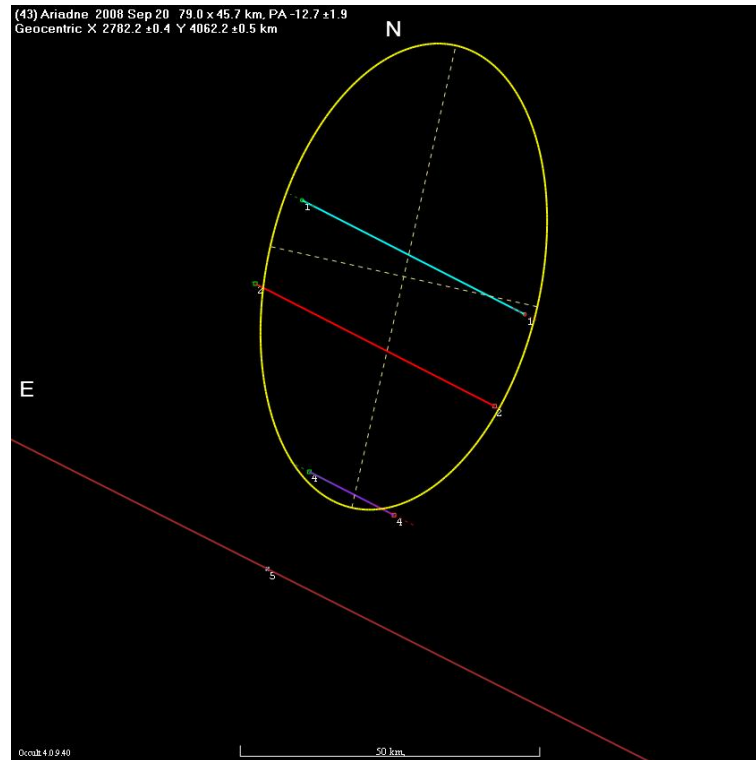 (43) Ariadne 2008 Sep 20 79.0 x 45.7 km, PA -12.7 ±1.9
Geocentric X 2782.2 ±0.4 Y 4062.2 ±0.5 km
N
1
2
1
E
2
4
4
5
50 km
Occult 4.0.9.40